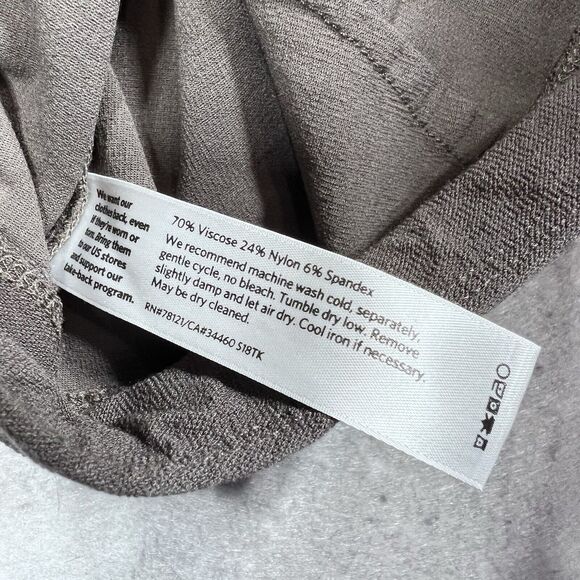 We want our
clothes back, even
if they're worn or
torn. Bring them
to our US stores
and support our
take-back program.
70% Viscose 24% Nylon 6% Spandex
We recommend machine wash cold, separately,
gentle cycle, no bleach. Tumble dry low. Remove
slightly damp and let air dry. Cool iron if necessary.
May be dry cleaned.
RN#78121/CA#34460 S18TK